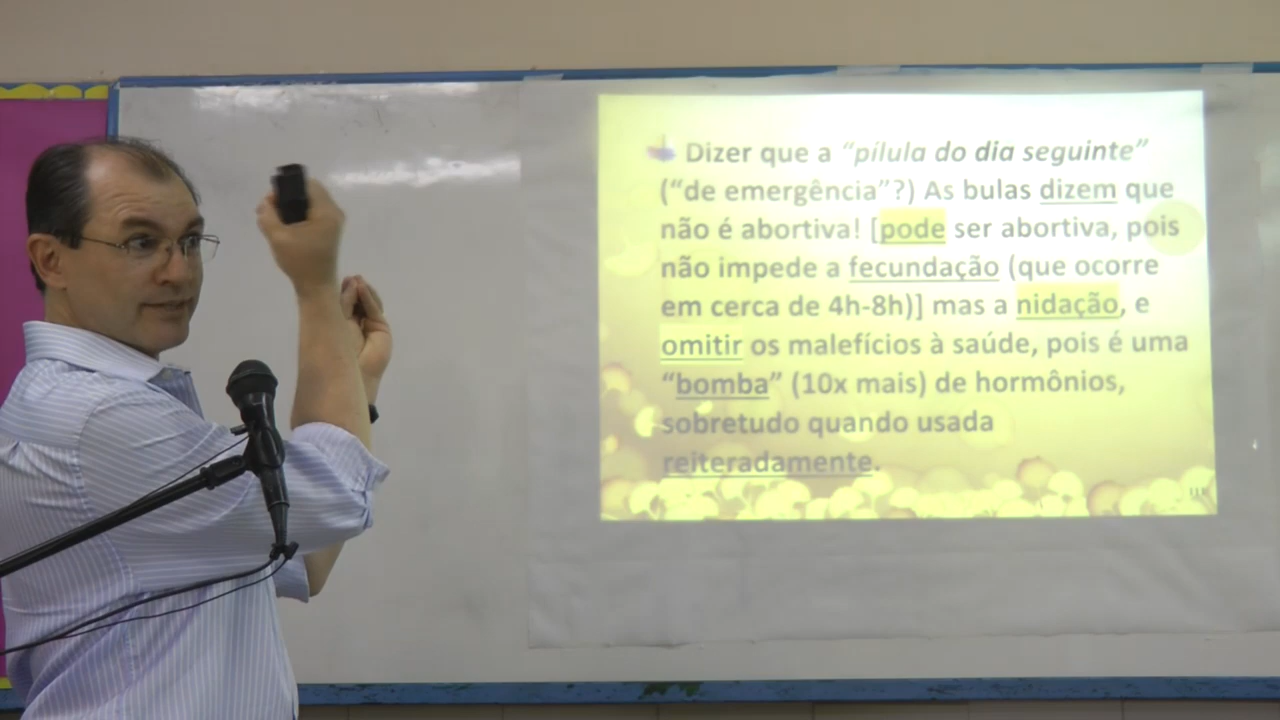 Dizer que a “pílula do dia seguinte”
(“de emergência”?) As bulas dizem que
não é abortiva! [pode ser abortiva, pois
não impede a fecundação (que ocorre
em cerca de 4h-8h)] mas a nidação, e
omitir os malefícios à saúde, pois é uma
“bomba” (10x mais) de hormônios,
sobretudo quando usada
reiteradamente.